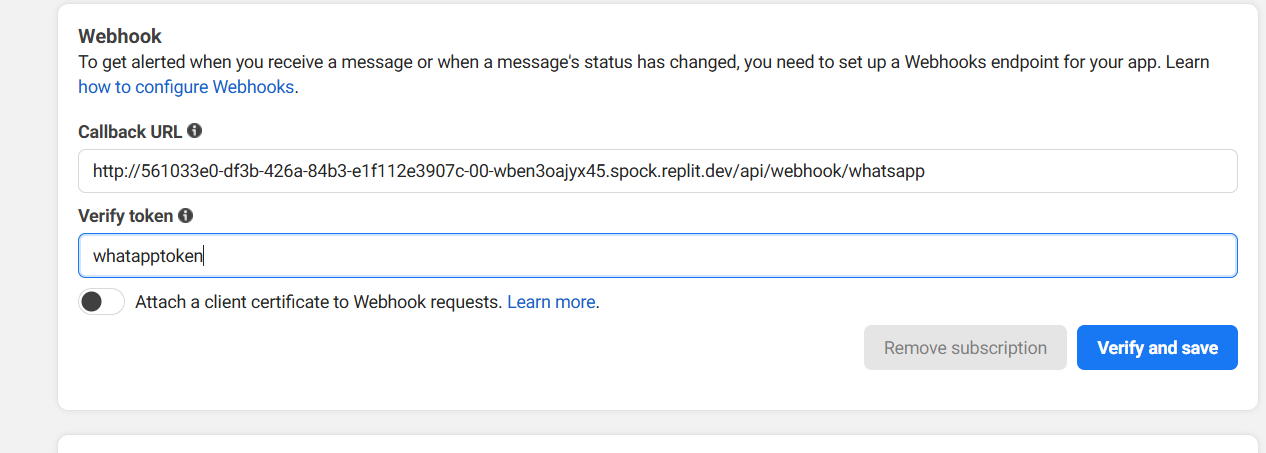 Webhook
To get alerted when you receive a message or when a message's status has changed, you need to set up a Webhooks endpoint for your app. Learn
how to configure Webhooks.
Callback URL
http://561033e0-df3b-426a-84b3-e1f112e3907c-00-wben3oajyx45.spock.replit.dev/api/webhook/whatsapp
Verify token
whatapptoken
Attach a client certificate to Webhook requests. Learn more.
Remove subscription
Verify and save